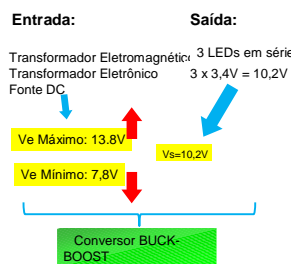 Entrada:
Saída:
Transformador Eletromagnético
Transformador Eletrônico
Fonte DC
3 LEDs em série
3 x 3,4V = 10,2V
Ve Máximo: 13.8V
Vs=10,2V
Ve Mínimo: 7,8V
Conversor BUCK-
BOOST